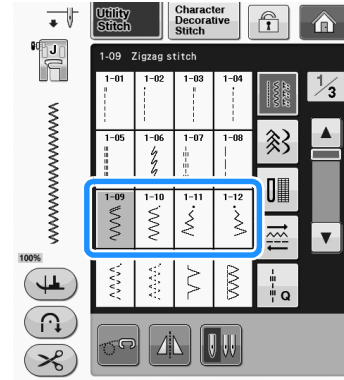 Utility
Stitch
Character
Decorative
Stitch
J
1-09 Zigzag stitch
1-01 1-02 1-03 1-04
1/3
1-05 1-06 1-07 1-08
1-09 1-10 1-11 1-12
100%
Q